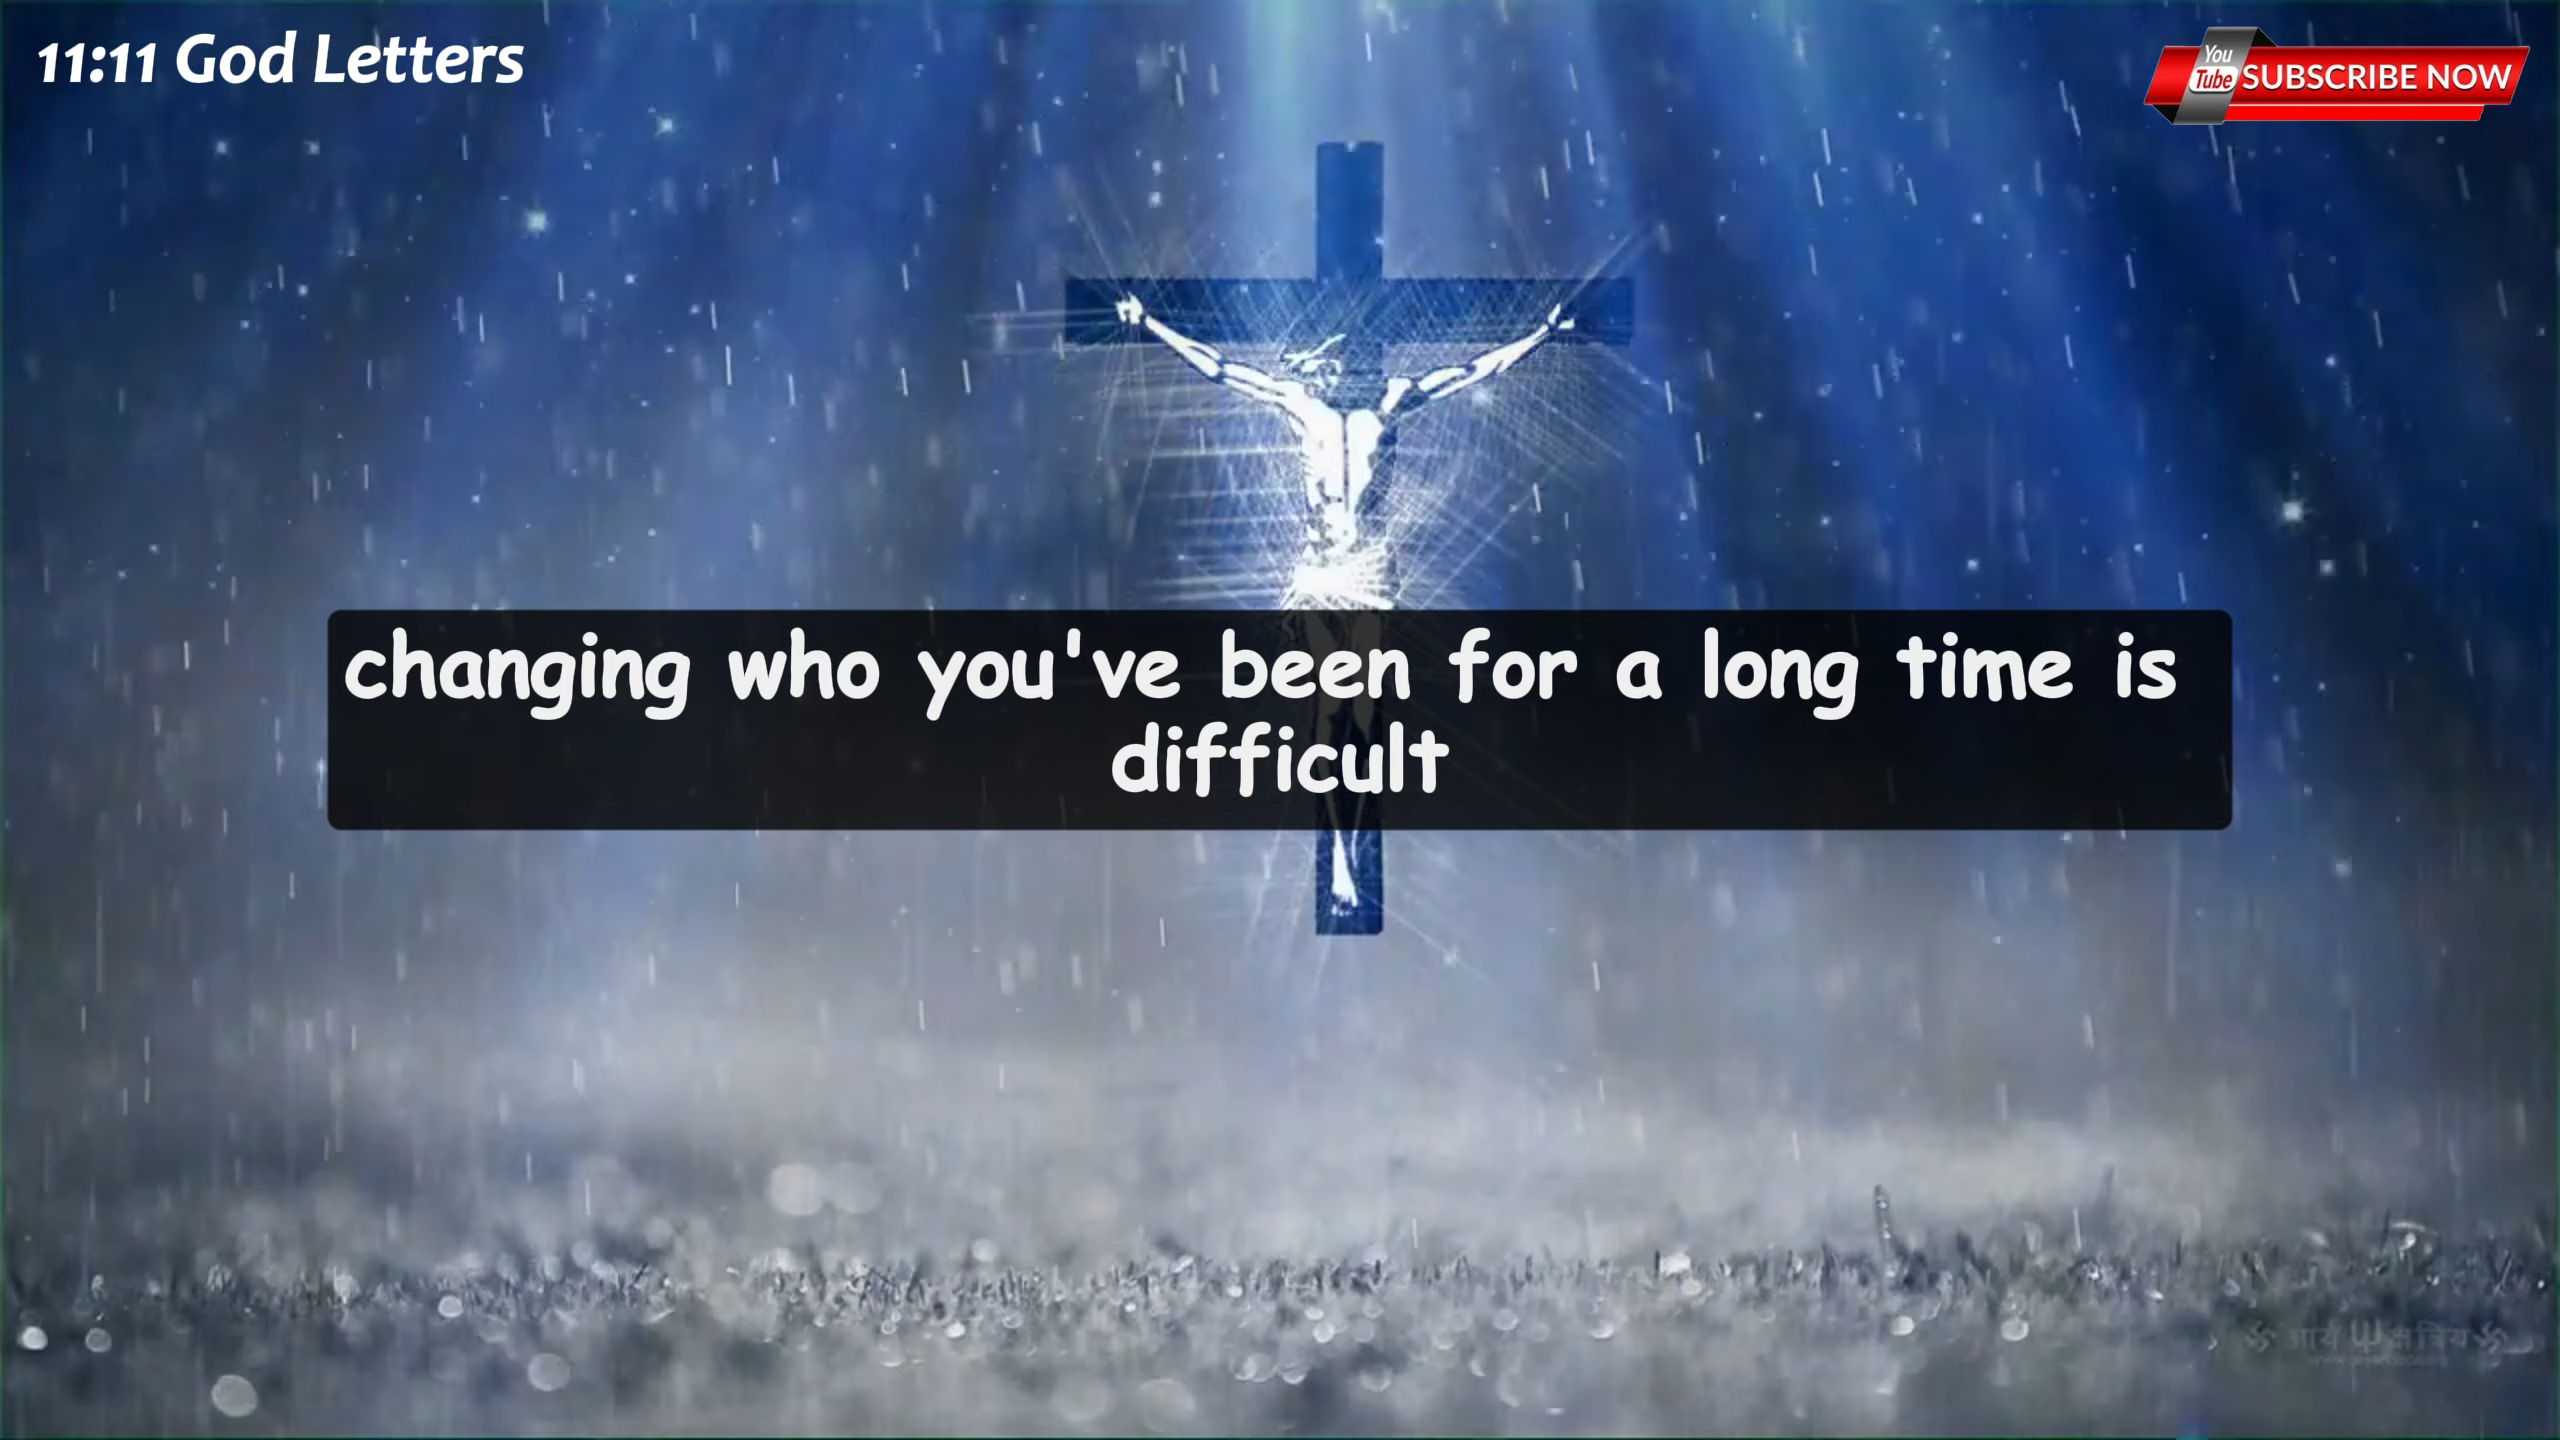 11:11 God Letters
You
Tube
SUBSCRIBE NOW
changing who you've been for a long time is
difficult